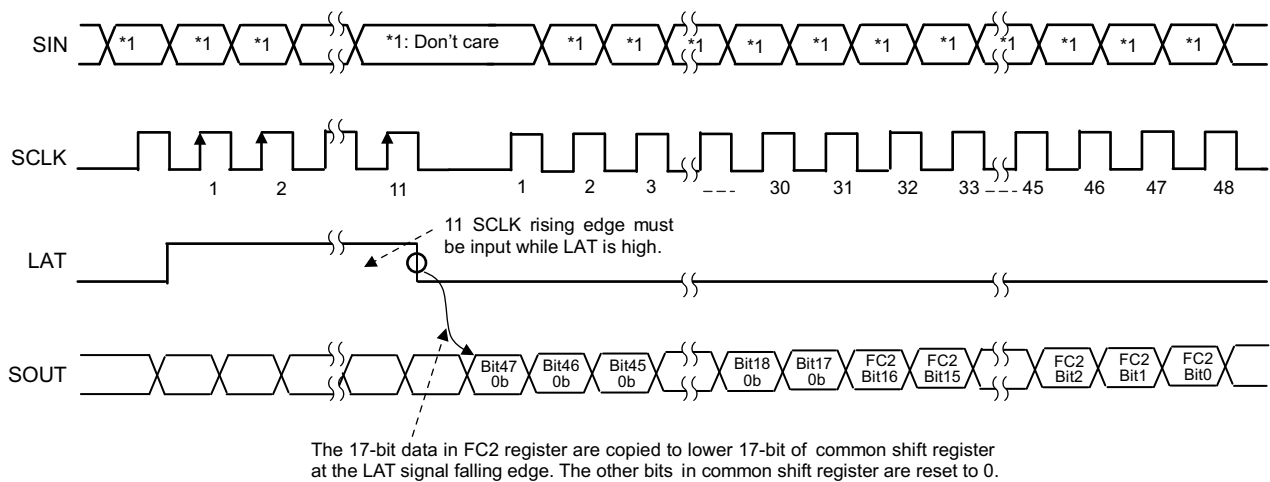 SIN *1 *1 *1 *1: Don't care *1 *1 *1 *1 *1 *1 *1 *1 *1 *1 *1
SCLK
1 2 11 1 2 3 ---- 30 31 32 33 ---- 45 46 47 48
11 SCLK rising edge must
be input while LAT is high.
LAT
SOUT
Bit47 Bit46 Bit45 Bit18 Bit17 FC2 FC2 FC2 FC2 FC2
0b 0b 0b 0b 0b Bit16 Bit15 Bit2 Bit1 Bit0
The 17-bit data in FC2 register are copied to lower 17-bit of common shift register
at the LAT signal falling edge. The other bits in common shift register are reset to 0.